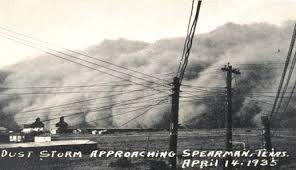 DUST STORM APPROACHING SPEARMAN, TEXAS.
APRIL 14, 1935